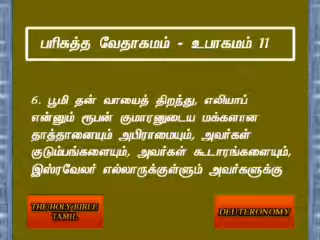 பரிசுத்த வேதாகமம் - உபாகமம் 11
6. பூமி தன் வாயைத் திறந்து, எலியாப்
என்னும் ரூபன் குமாரனுடைய மக்களான
தாத்தானையும் அபிராமையும், அவர்கள்
குடும்பங்களையும், அவர்கள் கூடாரங்களையும்,
இஸ்ரவேலர் எல்லாருக்குள்ளும் அவர்களுக்கு
THE HOLY BIBLE
TAMIL
DEUTERONOMY